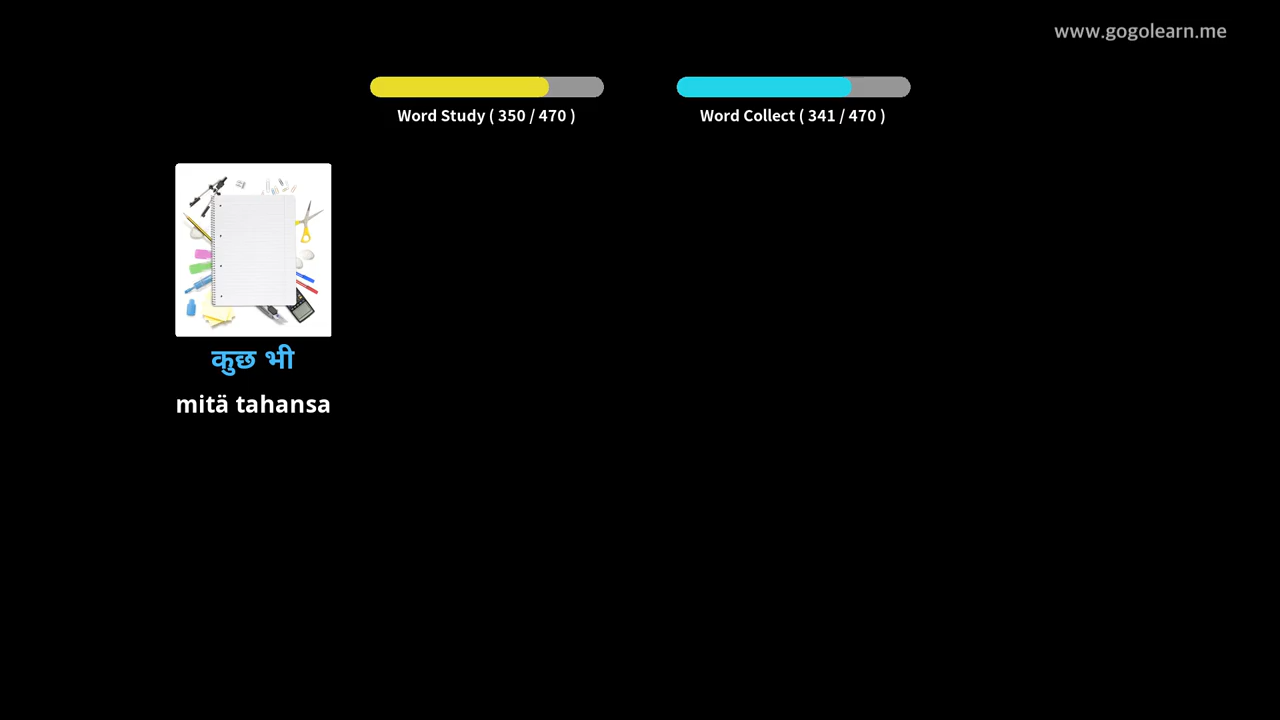 www.gogolearn.me
Word Study ( 350 / 470 )
Word Collect ( 341 / 470 )
कुछ भी
mitä tahansa